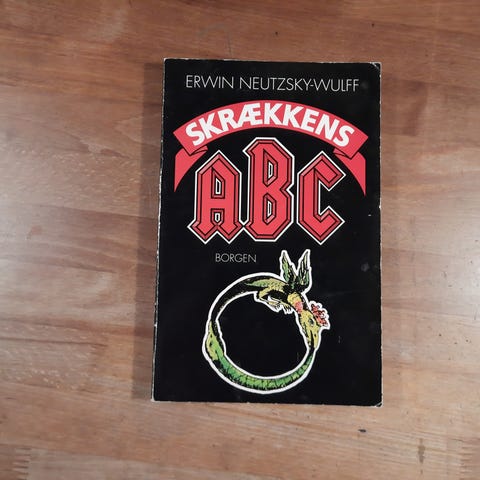 ERWIN NEUTZSKY-WULFF
SKRÆKKENS
ABC
BORGEN